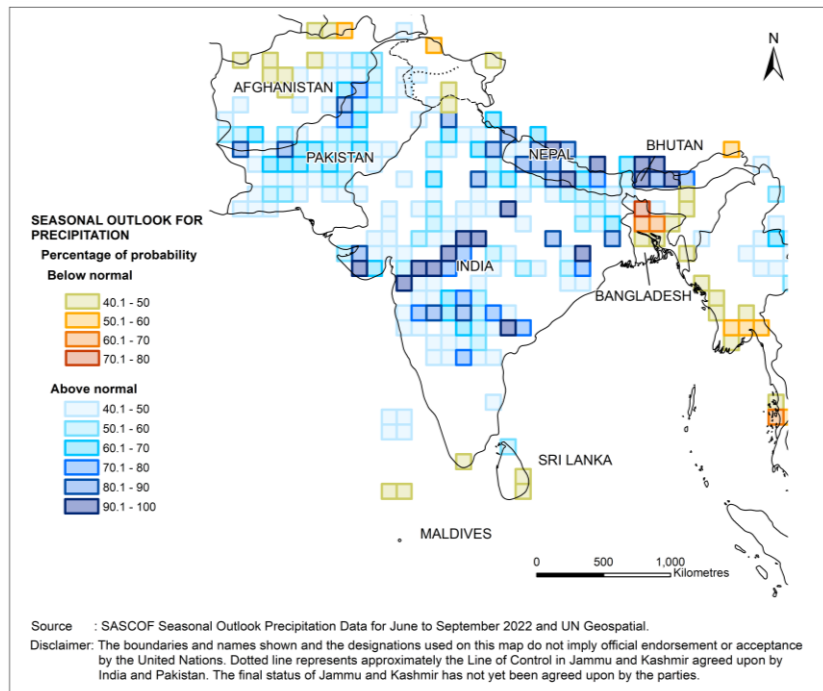 N
AFGHANISTAN
PAKISTAN
NEPAL
BHUTAN
INDIA
BANGLADESH
SRI LANKA
MALDIVES
SEASONAL OUTLOOK FOR
PRECIPITATION
Percentage of probability
Below normal
40.1 - 50
50.1 - 60
60.1 - 70
70.1 - 80
Above normal
40.1 - 50
50.1 - 60
60.1 - 70
70.1 - 80
80.1 - 90
90.1 - 100
0 500 1,000
Kilometres
Source : SASCOF Seasonal Outlook Precipitation Data for June to September 2022 and UN Geospatial.
Disclaimer: The boundaries and names shown and the designations used on this map do not imply official endorsement or acceptance
by the United Nations. Dotted line represents approximately the Line of Control in Jammu and Kashmir agreed upon by
India and Pakistan. The final status of Jammu and Kashmir has not yet been agreed upon by the parties.